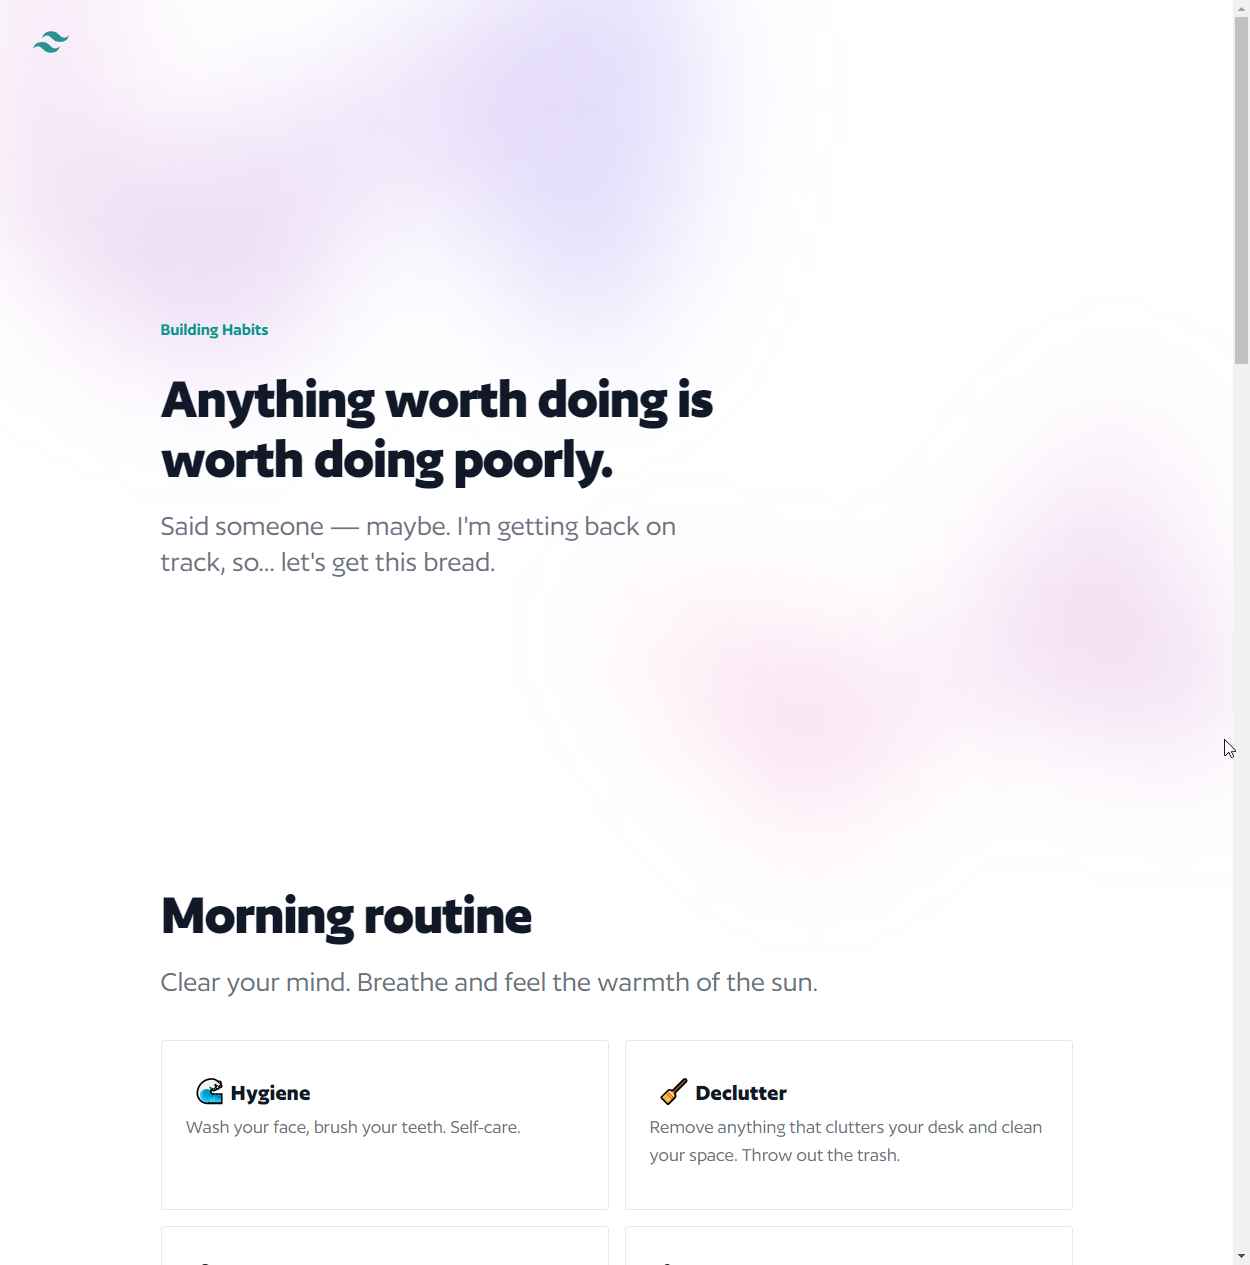 Building Habits
Anything worth doing is
worth doing poorly.
Said someone — maybe. I'm getting back on
track, so... let's get this bread.
Morning routine
Clear your mind. Breathe and feel the warmth of the sun.
Hygiene
Wash your face, brush your teeth. Self-care.
Declutter
Remove anything that clutters your desk and clean
your space. Throw out the trash.